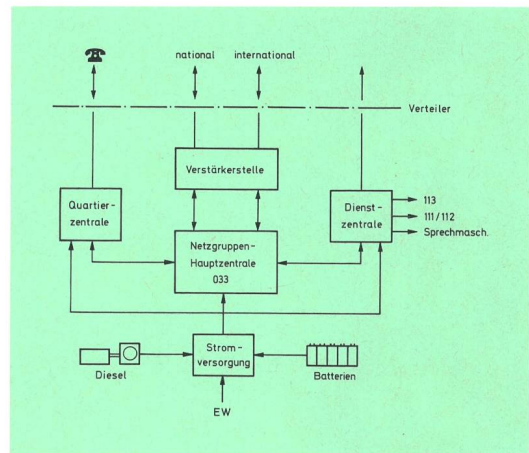 national
international
Verteiler
Verstärkerstelle
Quartier-
zentrale
Dienst-
zentrale
113
111/112
Sprechmasch.
Netzgruppen-
Hauptzentrale
033
Strom-
versorgung
Diesel
Batterien
EW